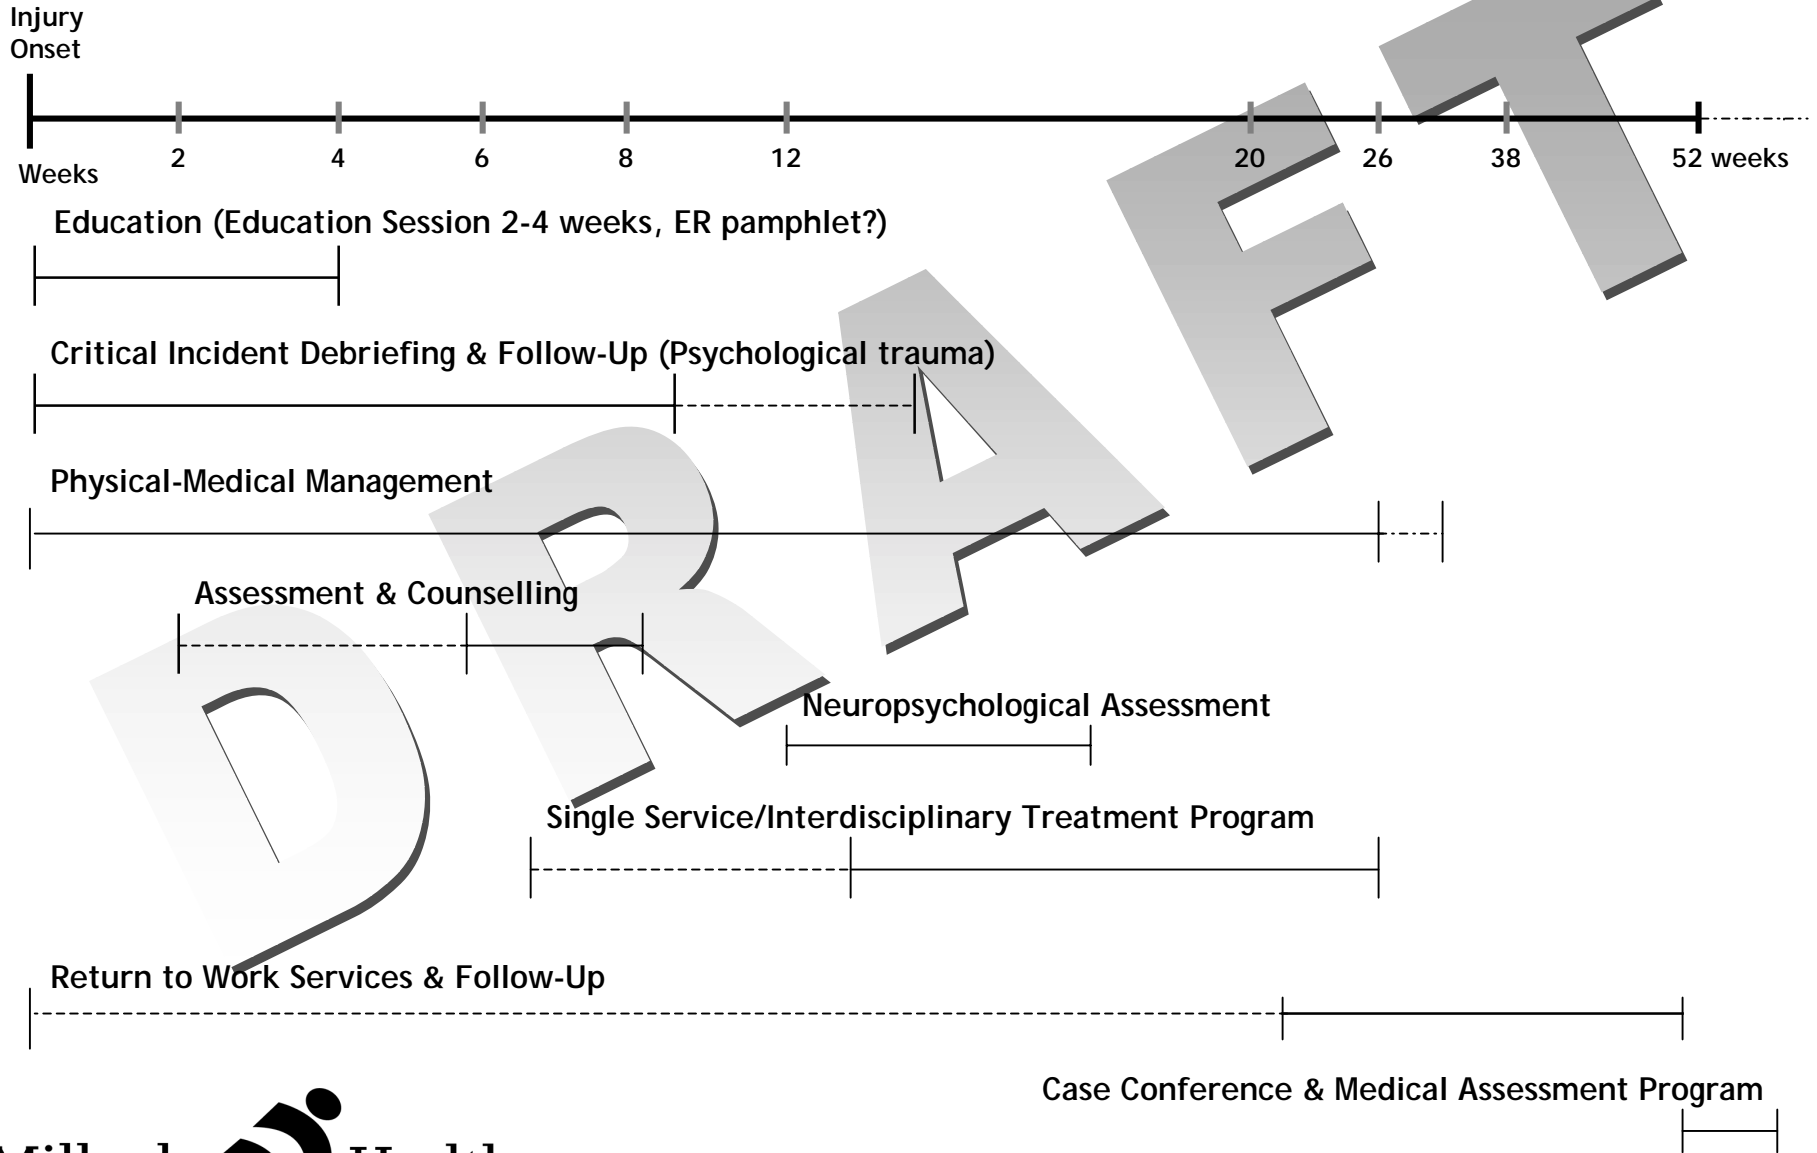 Injury
Onset
2 4 6 8 12 20 26 38 52 weeks
Weeks
Education (Education Session 2-4 weeks, ER pamphlet?)
Critical Incident Debriefing & Follow-Up (Psychological trauma)
Physical-Medical Management
Assessment & Counselling
Neuropsychological Assessment
Single Service/Interdisciplinary Treatment Program
Return to Work Services & Follow-Up
Case Conference & Medical Assessment Program
DRAFT